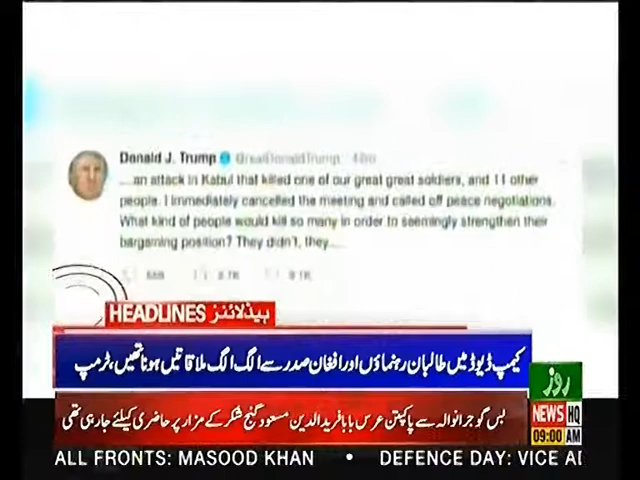 Donald J. Trump @realDonaldTrump
....an attack in Kabul that killed one of our great great soldiers, and 11 other
people. I immediately cancelled the meeting and called off peace negotiations.
What kind of people would kill so many in order to seemingly strengthen their
bargaining position? They didn't, they....
HEADLINES ہیڈلائنز
کیمپ ڈیوڈ میں طالبان رہنماؤں اور افغان صدر سے الگ الگ ملاقاتیں ہونا تھیں، ٹرمپ
بس گوجرانوالہ سے پاکپتن عرس بابا فرید الدین مسعود گنج شکر کے مزار پر حاضری کیلئے جارہی تھی
روز
NEWS HQ
09:00 AM
ALL FRONTS: MASOOD KHAN • DEFENCE DAY: VICE AD